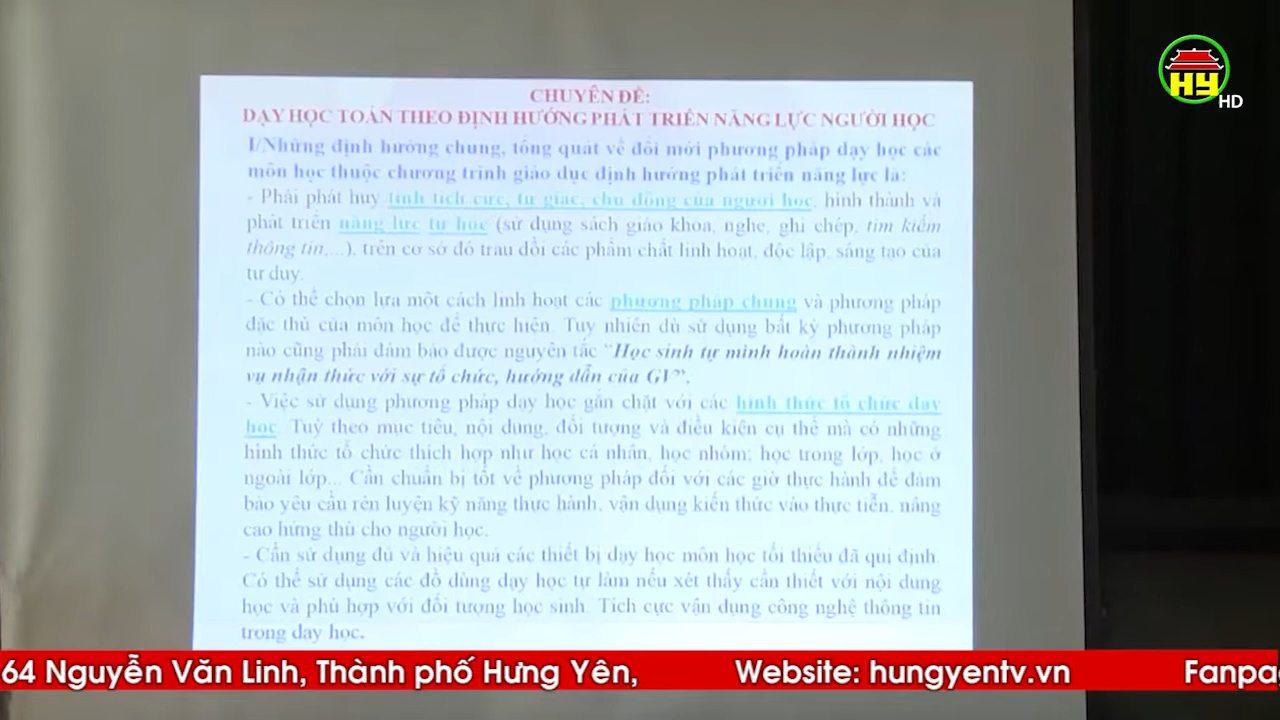 HY
HD
CHUYÊN ĐỀ:
DẠY HỌC TOÁN THEO ĐỊNH HƯỚNG PHÁT TRIỂN NĂNG LỰC NGƯỜI HỌC
I/Những định hướng chung, tổng quát về đổi mới phương pháp dạy học các
môn học thuộc chương trình giáo dục định hướng phát triển năng lực là:
- Phải phát huy tính tích cực, tự giác, chủ động của người học, hình thành và
phát triển năng lực tự học (sử dụng sách giáo khoa, nghe, ghi chép, tìm kiếm
thông tin,...), trên cơ sở đó trau dồi các phẩm chất linh hoạt, độc lập, sáng tạo của
tư duy.
- Có thể chọn lựa một cách linh hoạt các phương pháp chung và phương pháp
đặc thù của môn học để thực hiện. Tuy nhiên dù sử dụng bất kỳ phương pháp
nào cũng phải đảm bảo được nguyên tắc "Học sinh tự mình hoàn thành nhiệm
vụ nhận thức với sự tổ chức, hướng dẫn của GV".
- Việc sử dụng phương pháp dạy học gắn chặt với các hình thức tổ chức dạy
học. Tuỳ theo mục tiêu, nội dung, đối tượng và điều kiện cụ thể mà có những
hình thức tổ chức thích hợp như học cá nhân, học nhóm; học trong lớp, học ở
ngoài lớp... Cần chuẩn bị tốt về phương pháp đối với các giờ thực hành để đảm
bảo yêu cầu rèn luyện kỹ năng thực hành, vận dụng kiến thức vào thực tiễn, nâng
cao hứng thú cho người học.
- Cần sử dụng đủ và hiệu quả các thiết bị dạy học môn học tối thiểu đã qui định.
Có thể sử dụng các đồ dùng dạy học tự làm nếu xét thấy cần thiết với nội dung
học và phù hợp với đối tượng học sinh. Tích cực vận dụng công nghệ thông tin
trong dạy học.
64 Nguyễn Văn Linh, Thành phố Hưng Yên, Website: hungyentv.vn Fanpag